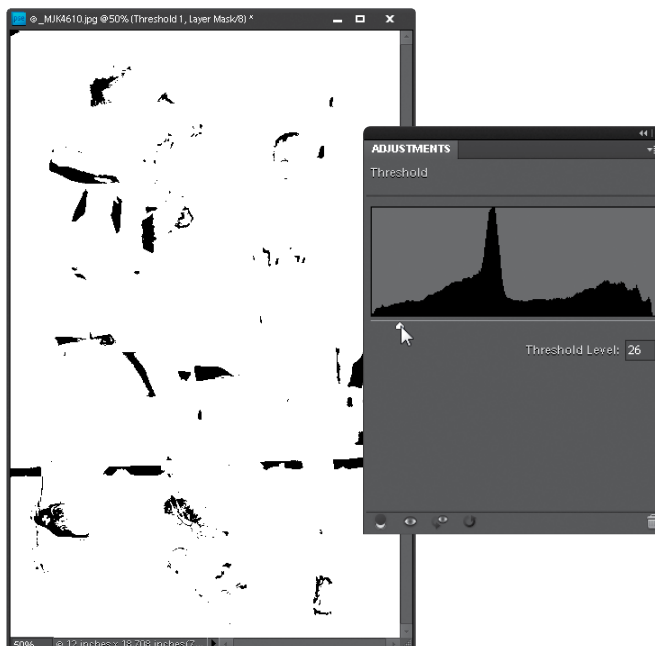 @_MJK4610.jpg @50% (Threshold 1, Layer Mask/8) *
ADJUSTMENTS
Threshold
Threshold Level: 26
50%
12 inches x 18.708 inches (7